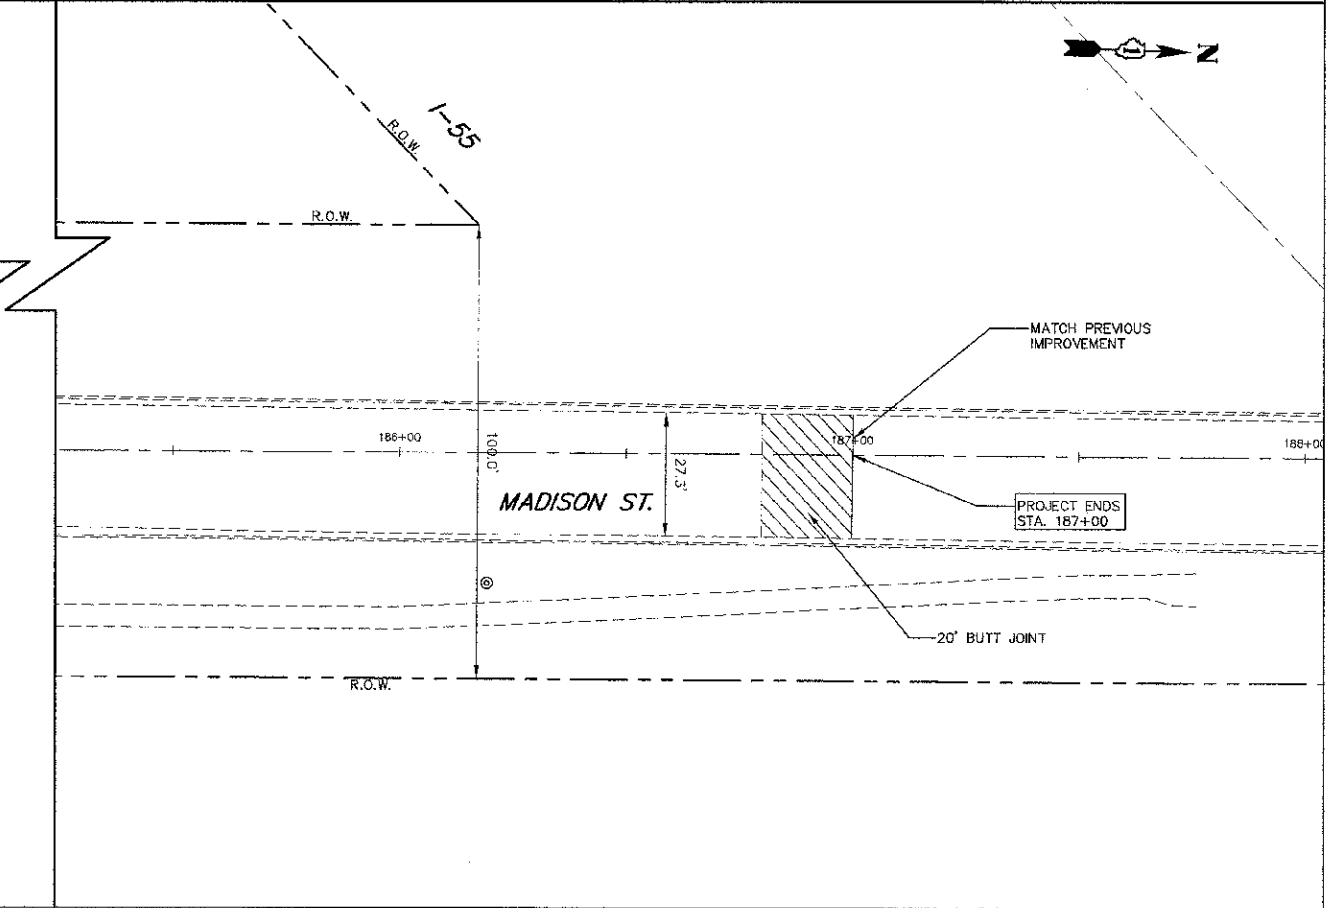 N
I-55
R.O.W.
R.O.W.
MATCH PREVIOUS
IMPROVEMENT
186+00
100.0'
27.3'
187+00
188+00
MADISON ST.
PROJECT ENDS
STA. 187+00
20' BUTT JOINT
R.O.W.